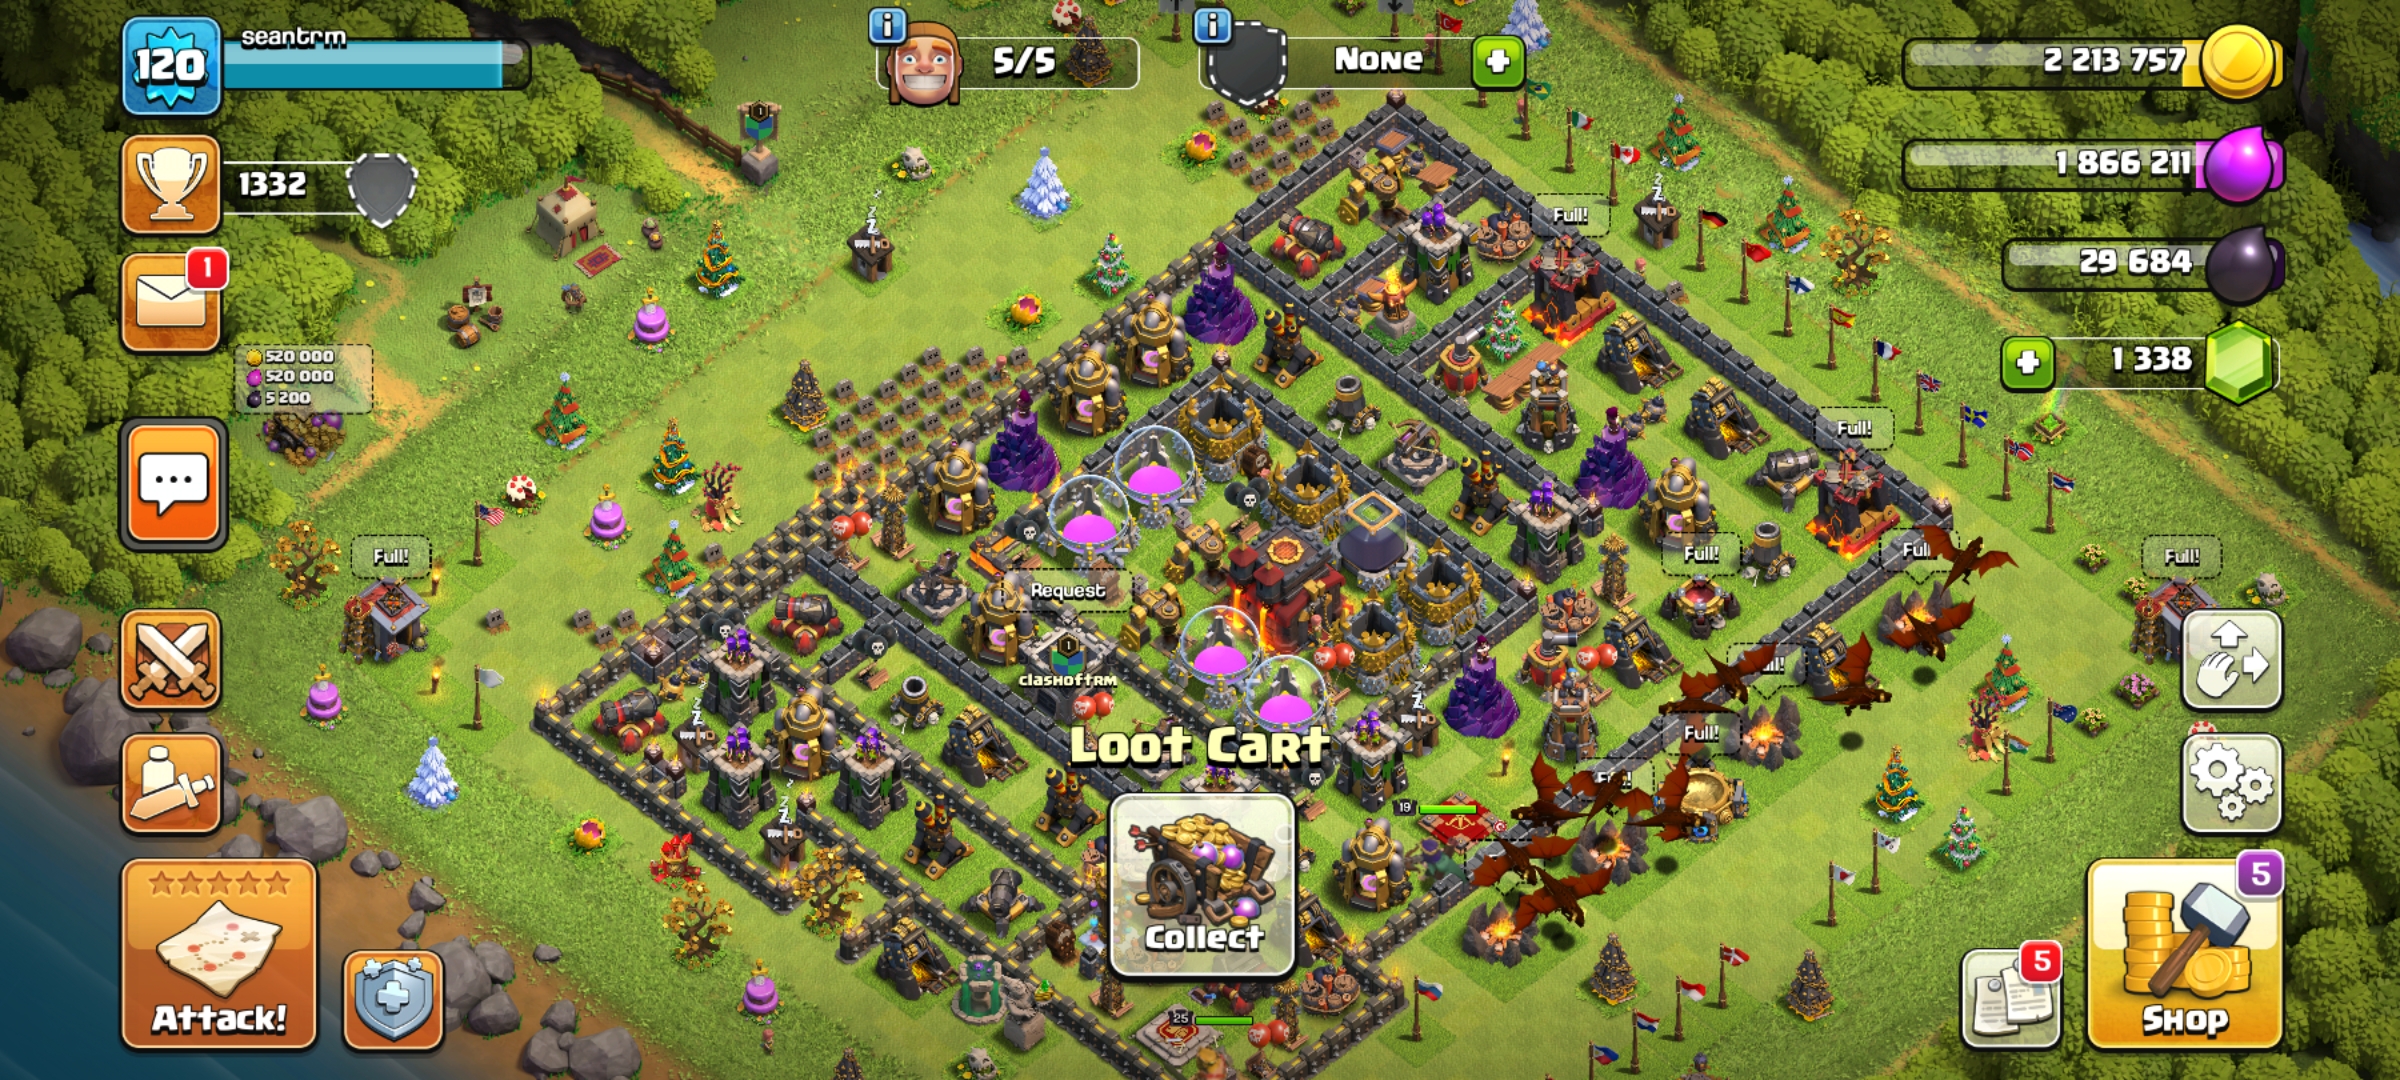 120
seantrm
5/5
None
2 213 757
1332
1 866 211
1
Full!
29 684
520 000
520 000
5 200
1 338
Full!
Full!
Full!
Full!
Request
clashoftrm
Full!
Loot Cart
19
Collect
5
5
Attack!
25
Shop